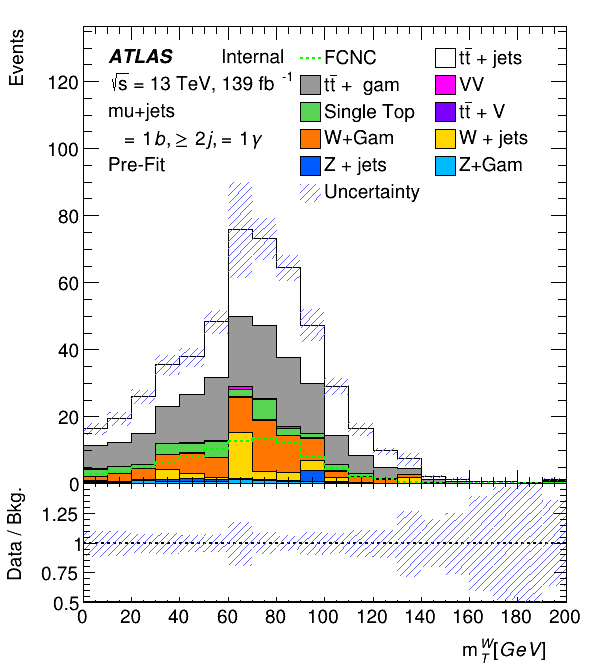 Events
ATLAS Internal
√s = 13 TeV, 139 fb -1
mu+jets
= 1b, ≥ 2j, = 1γ
Pre-Fit
FCNC
tt̄ + jets
tt̄ + gam
VV
Single Top
tt̄ + V
W+Gam
W + jets
Z + jets
Z+Gam
Uncertainty
120
100
80
60
40
20
0
Data / Bkg.
1.25
1
0.75
0.5
0 20 40 60 80 100 120 140 160 180 200
m_T^W[GeV]